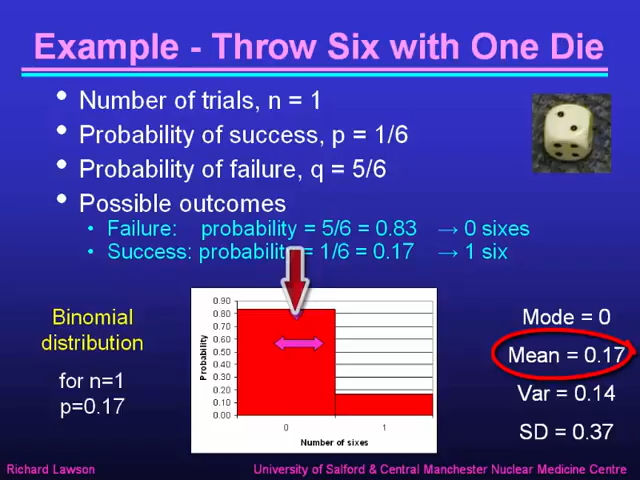 Example - Throw Six with One Die
• Number of trials, n = 1
• Probability of success, p = 1/6
• Probability of failure, q = 5/6
• Possible outcomes
• Failure: probability = 5/6 = 0.83 → 0 sixes
• Success: probability = 1/6 = 0.17 → 1 six
Binomial
distribution
for n=1
p=0.17
Probability
0.90
0.80
0.70
0.60
0.50
0.40
0.30
0.20
0.10
0.00
0 1
Number of sixes
Mode = 0
Mean = 0.17
Var = 0.14
SD = 0.37
Richard Lawson University of Salford & Central Manchester Nuclear Medicine Centre